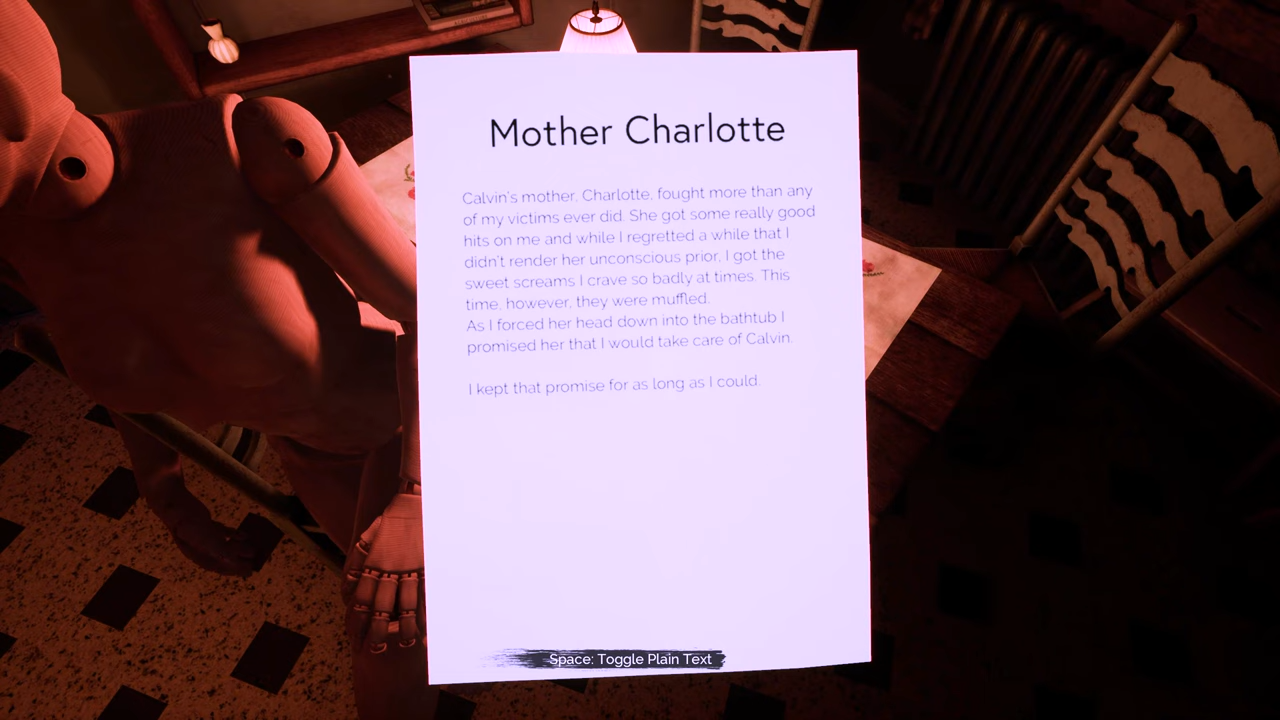 Mother Charlotte
Calvin's mother, Charlotte, fought more than any
of my victims ever did. She got some really good
hits on me and while I regretted a while that I
didn't render her unconscious prior, I got the
sweet screams I crave so badly at times. This
time, however, they were muffled.
As I forced her head down into the bathtub I
promised her that I would take care of Calvin.
I kept that promise for as long as I could.
Space: Toggle Plain Text